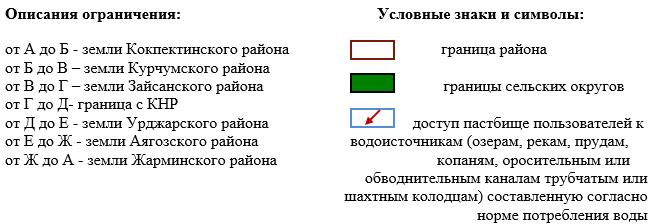 Описания ограничения:
от А до Б - земли Кокпектинского района
от Б до В – земли Курчумского района
от В до Г – земли Зайсанского района
от Г до Д- граница с КНР
от Д до Е - земли Урджарского района
от Е до Ж - земли Аягозского района
от Ж до А - земли Жарминского района
Условные знаки и символы:
граница района
границы сельских округов
доступ пастбище пользователей к
водоисточникам (озерам, рекам, прудам,
копаням, оросительным или
обводнительным каналам трубчатым или
шахтным колодцам) составленную согласно
норме потребления воды